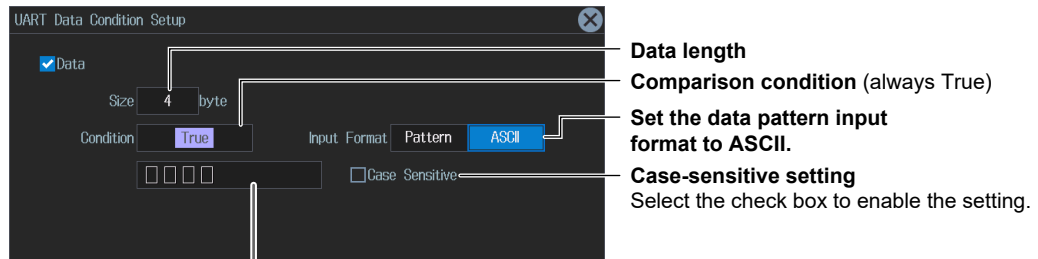 UART Data Condition Setup
Data
Data length
Comparison condition (always True)
Size 4 byte
Set the data pattern input
format to ASCII.
Condition True Input Format Pattern ASCII
Case Sensitive
Case-sensitive setting
Select the check box to enable the setting.